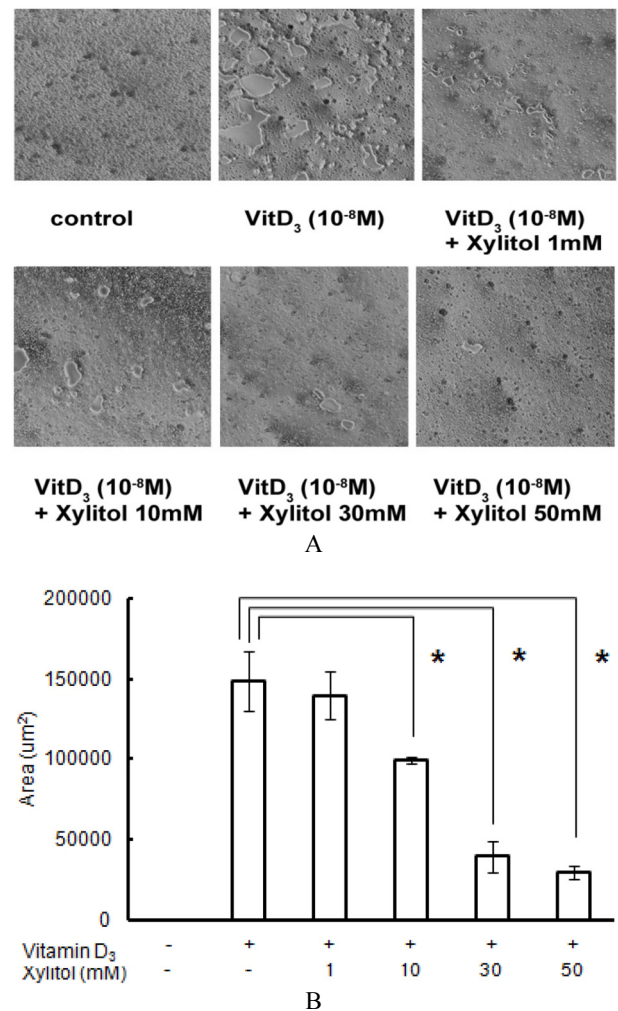 control
VitD₃ (10⁻⁸M)
VitD₃ (10⁻⁸M)
+ Xylitol 1mM
VitD₃ (10⁻⁸M)
+ Xylitol 10mM
VitD₃ (10⁻⁸M)
+ Xylitol 30mM
VitD₃ (10⁻⁸M)
+ Xylitol 50mM
A
200000
150000
100000
50000
0
Area (um²)
* * *
Vitamin D₃ - + + + + +
Xylitol (mM) - - 1 10 30 50
B